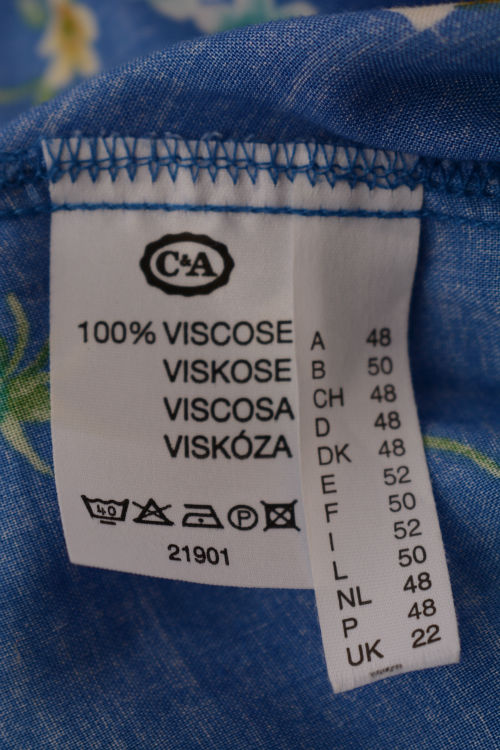 C&A
100% VISCOSE
VISKOSE
VISCOSA
VISKÓZA
40 P
21901
A 48
B 50
CH 48
D 48
DK 48
E 52
F 50
I 52
L 50
NL 48
P 48
UK 22